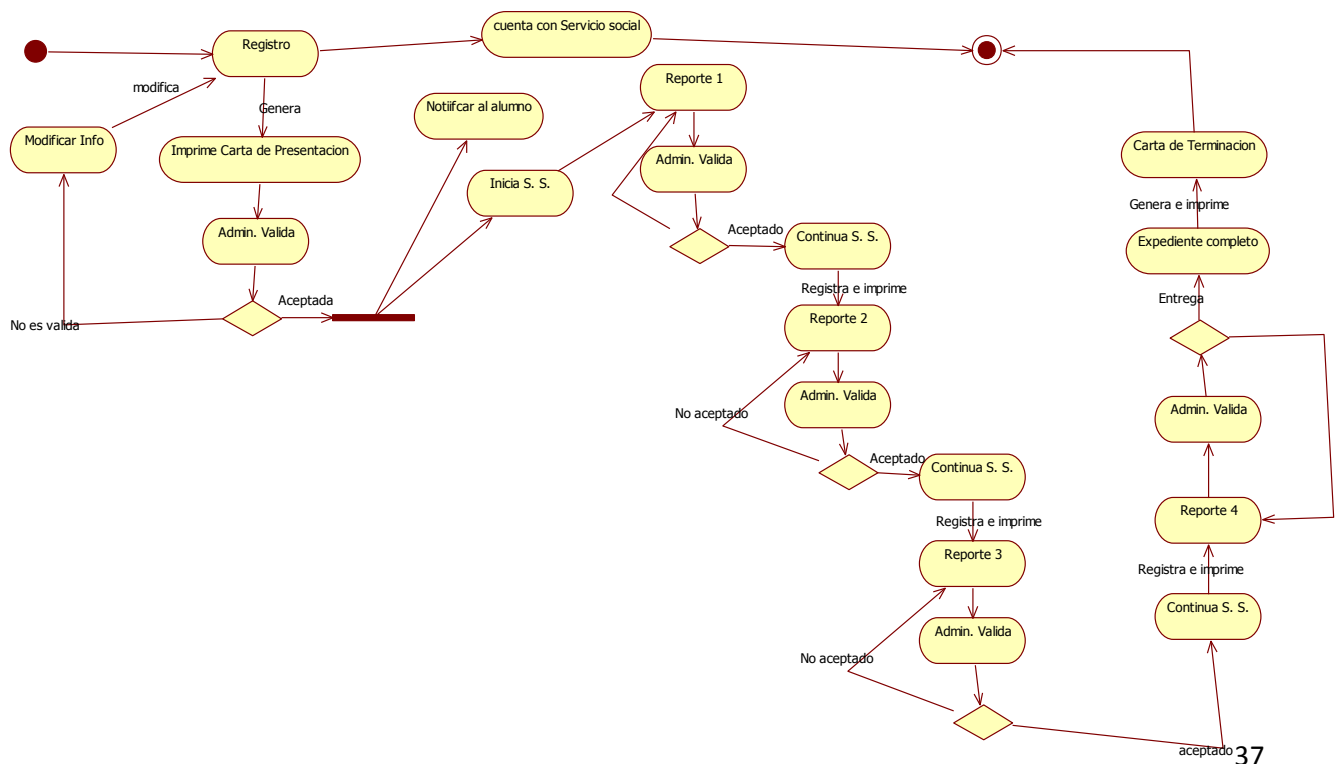 cuenta con Servicio social
Registro
modifica
Genera
Modificar Info
Imprime Carta de Presentacion
Admin. Valida
No es valida
Aceptada
Notiifcar al alumno
Inicia S. S.
Reporte 1
Admin. Valida
Aceptado
Continua S. S.
Registra e imprime
Reporte 2
Admin. Valida
No aceptado
Aceptado
Continua S. S.
Registra e imprime
Reporte 3
Admin. Valida
No aceptado
aceptado
Continua S. S.
Registra e imprime
Reporte 4
Admin. Valida
Entrega
Expediente completo
Genera e imprime
Carta de Terminacion
37